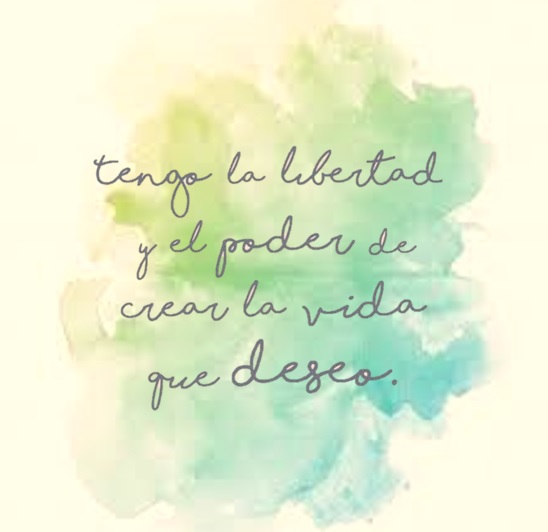 tengo la libertad
y el poder de
crear la vida
que deseo.